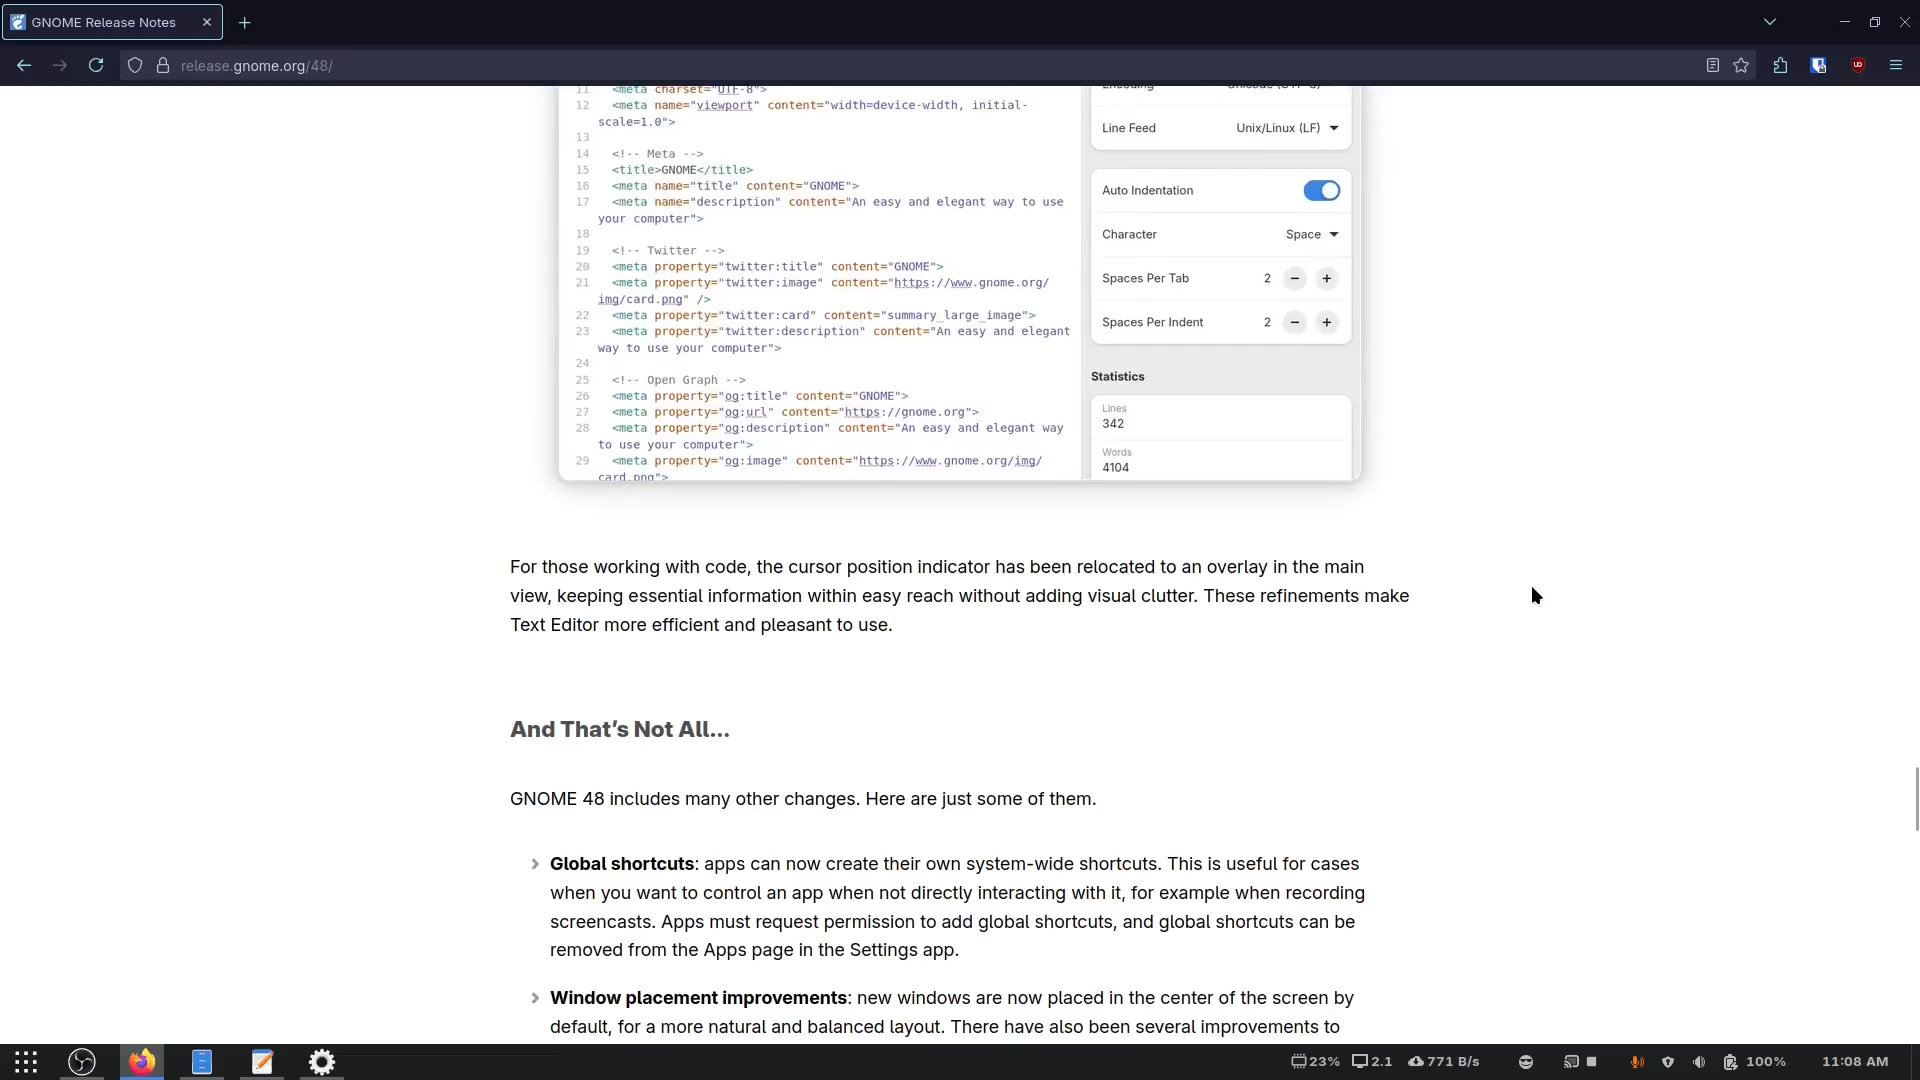 GNOME Release Notes
release.gnome.org/48/
11 <meta charset="UTF-8">
12 <meta name="viewport" content="width=device-width, initial-
scale=1.0">
13
14 <!-- Meta -->
15 <title>GNOME</title>
16 <meta name="title" content="GNOME">
17 <meta name="description" content="An easy and elegant way to use
your computer">
18
19 <!-- Twitter -->
20 <meta property="twitter:title" content="GNOME">
21 <meta property="twitter:image" content="https://www.gnome.org/
img/card.png" />
22 <meta property="twitter:card" content="summary_large_image">
23 <meta property="twitter:description" content="An easy and elegant
way to use your computer">
24
25 <!-- Open Graph -->
26 <meta property="og:title" content="GNOME">
27 <meta property="og:url" content="https://gnome.org">
28 <meta property="og:description" content="An easy and elegant way
to use your computer">
29 <meta property="og:image" content="https://www.gnome.org/img/
card.png">
Line Feed Unix/Linux (LF)
Auto Indentation
Character Space
Spaces Per Tab 2 − +
Spaces Per Indent 2 − +
Statistics
Lines
342
Words
4104
For those working with code, the cursor position indicator has been relocated to an overlay in the main
view, keeping essential information within easy reach without adding visual clutter. These refinements make
Text Editor more efficient and pleasant to use.
And That’s Not All…
GNOME 48 includes many other changes. Here are just some of them.
Global shortcuts: apps can now create their own system-wide shortcuts. This is useful for cases
when you want to control an app when not directly interacting with it, for example when recording
screencasts. Apps must request permission to add global shortcuts, and global shortcuts can be
removed from the Apps page in the Settings app.
Window placement improvements: new windows are now placed in the center of the screen by
default, for a more natural and balanced layout. There have also been several improvements to
23% 2.1 771 B/s 100% 11:08 AM